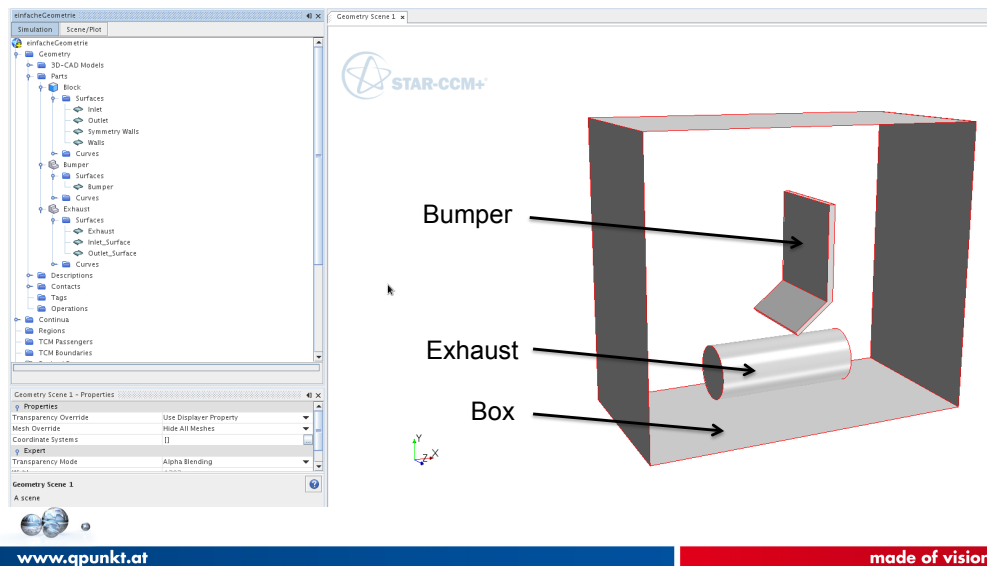 einfacheGeometrie
Simulation Scene/Plot
einfacheGeometrie
Geometry
3D-CAD Models
Parts
Block
Surfaces
Inlet
Outlet
Symmetry Walls
Walls
Curves
Bumper
Surfaces
Bumper
Curves
Exhaust
Surfaces
Exhaust
Inlet_Surface
Outlet_Surface
Curves
Descriptions
Contacts
Tags
Operations
Continua
Regions
TCM Passengers
TCM Boundaries
Geometry Scene 1 - Properties
Properties
Transparency Override Use Displayer Property
Mesh Override Hide All Meshes
Coordinate Systems []
Expert
Transparency Mode Alpha Blending
Geometry Scene 1
A scene
Geometry Scene 1
STAR-CCM+
Bumper
Exhaust
Box
Y
Z X
www.qpunkt.at
made of vision